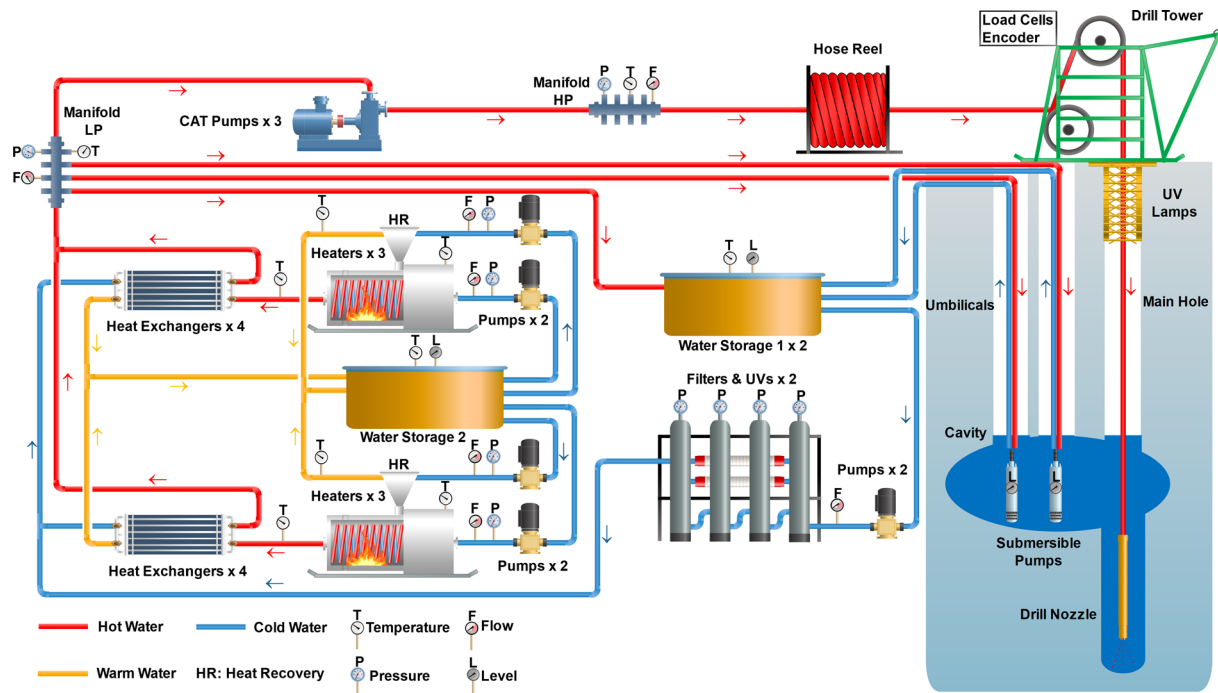 Load Cells
Encoder
Drill Tower
Hose Reel
Manifold
HP
P
T
F
CAT Pumps x 3
Manifold
LP
P
T
F
UV
Lamps
T
HR
F
P
Heaters x 3
T
F
P
T
Pumps x 2
Heat Exchangers x 4
T
L
Water Storage 1 x 2
Umbilicals
Main Hole
T
L
Water Storage 2
Filters & UVs x 2
P
P
P
P
Cavity
T
HR
F
P
Heaters x 3
T
F
P
T
Pumps x 2
Heat Exchangers x 4
Pumps x 2
F
L
L
Submersible
Pumps
Drill Nozzle
Hot Water
Cold Water
T
Temperature
F
Flow
Warm Water
HR: Heat Recovery
P
Pressure
L
Level